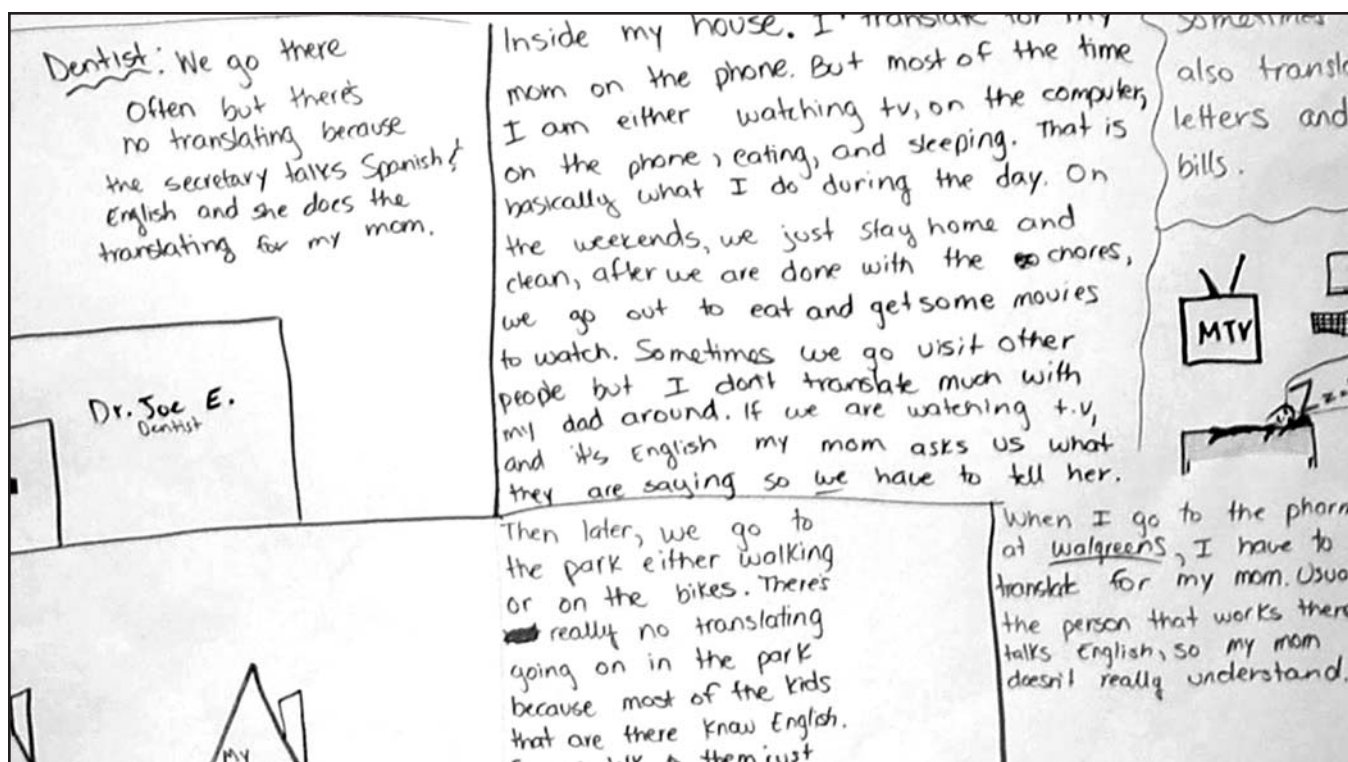 Dentist: We go there
Often but there's
no translating because
the secretary talks Spanish &
English and she does the
translating for my mom.
Dr. Joe E.
Dentist
Inside my house. I translate for my
mom on the phone. But most of the time
I am either watching tv, on the computer,
on the phone, eating, and sleeping. That is
basically what I do during the day. On
the weekends, we just stay home and
clean, after we are done with the chores,
we go out to eat and get some movies
to watch. Sometimes we go visit other
people but I don't translate much with
my dad around. If we are watching t.v,
and it's English my mom asks us what
they are saying so we have to tell her.
Sometimes
also transl
letters and
bills.
MTV
Zzz
Then later, we go to
the park either walking
or on the bikes. There's
really no translating
going on in the park
because most of the kids
that are there know English.
them just
When I go to the pharm
at Walgreens, I have to
translate for my mom. Usua
the person that works there
talks English, so my mom
doesn't really understand.
My